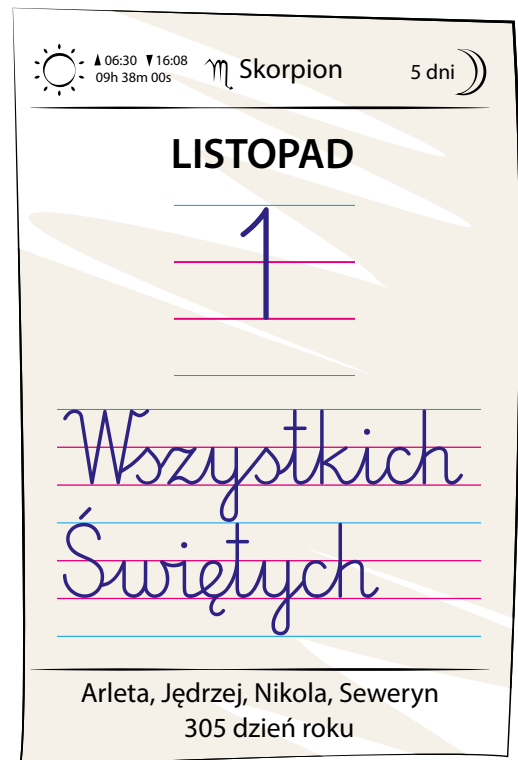 ▲ 06:30 ▼ 16:08
09h 38m 00s
♏ Skorpion
5 dni
LISTOPAD
1
Wszystkich
Świętych
Arleta, Jędrzej, Nikola, Seweryn
305 dzień roku